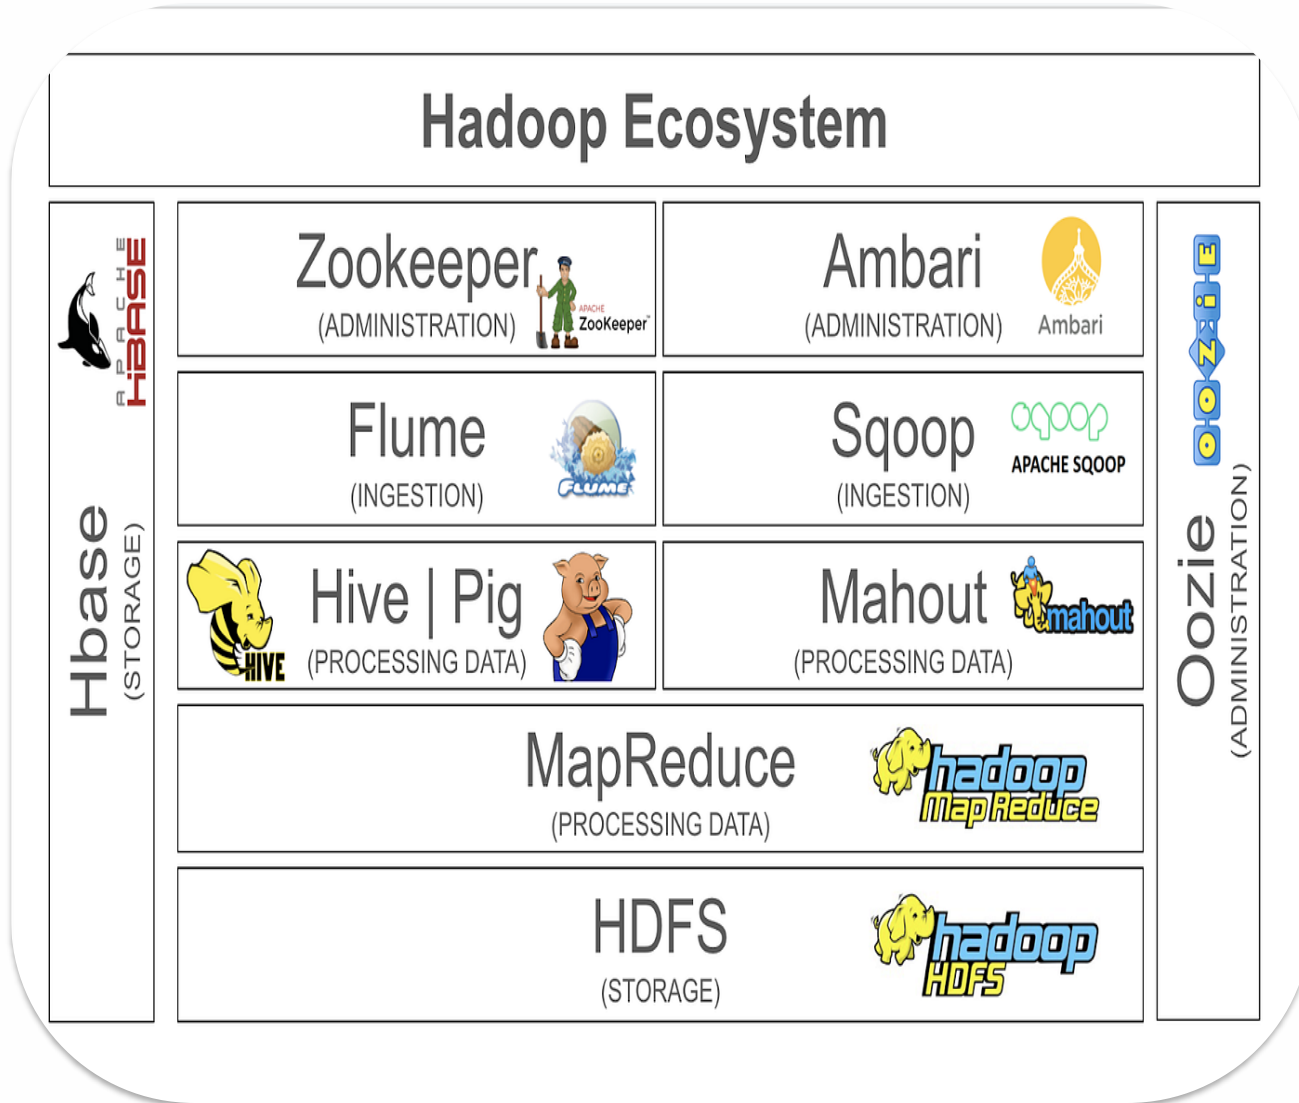 Hadoop Ecosystem
APACHE
HBASE
Hbase
(STORAGE)
Zookeeper
(ADMINISTRATION)
APACHE
ZooKeeper™
Ambari
(ADMINISTRATION)
Ambari
Flume
(INGESTION)
FLUME
Sqoop
(INGESTION)
sqoop
APACHE SQOOP
HIVE
Hive | Pig
(PROCESSING DATA)
Mahout
(PROCESSING DATA)
mahout
MapReduce
(PROCESSING DATA)
hadoop
Map Reduce
HDFS
(STORAGE)
hadoop
HDFS
OOZIE
Oozie
(ADMINISTRATION)